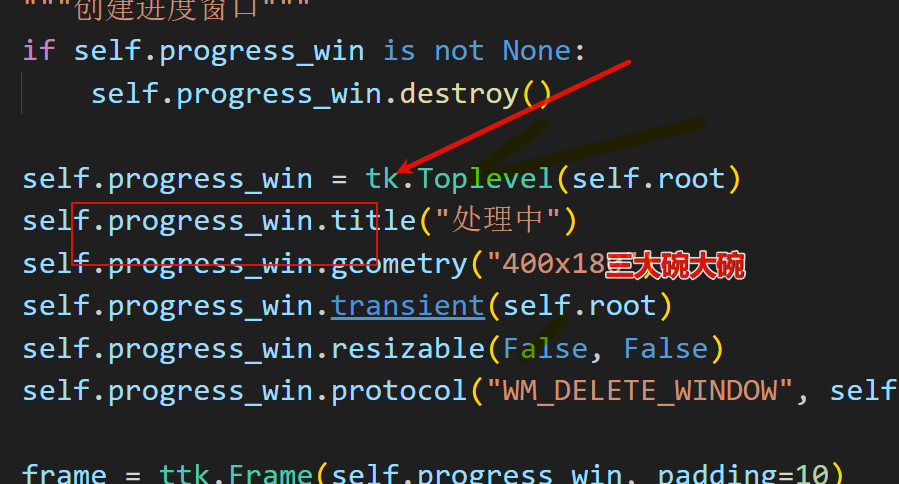 """创建进度窗口"""
if self.progress_win is not None:
self.progress_win.destroy()
self.progress_win = tk.Toplevel(self.root)
self.progress_win.title("处理中")
self.progress_win.geometry("400x180
三大碗大碗
self.progress_win.transient(self.root)
self.progress_win.resizable(False, False)
self.progress_win.protocol("WM_DELETE_WINDOW", self
frame = ttk.Frame(self.progress_win, padding=10)